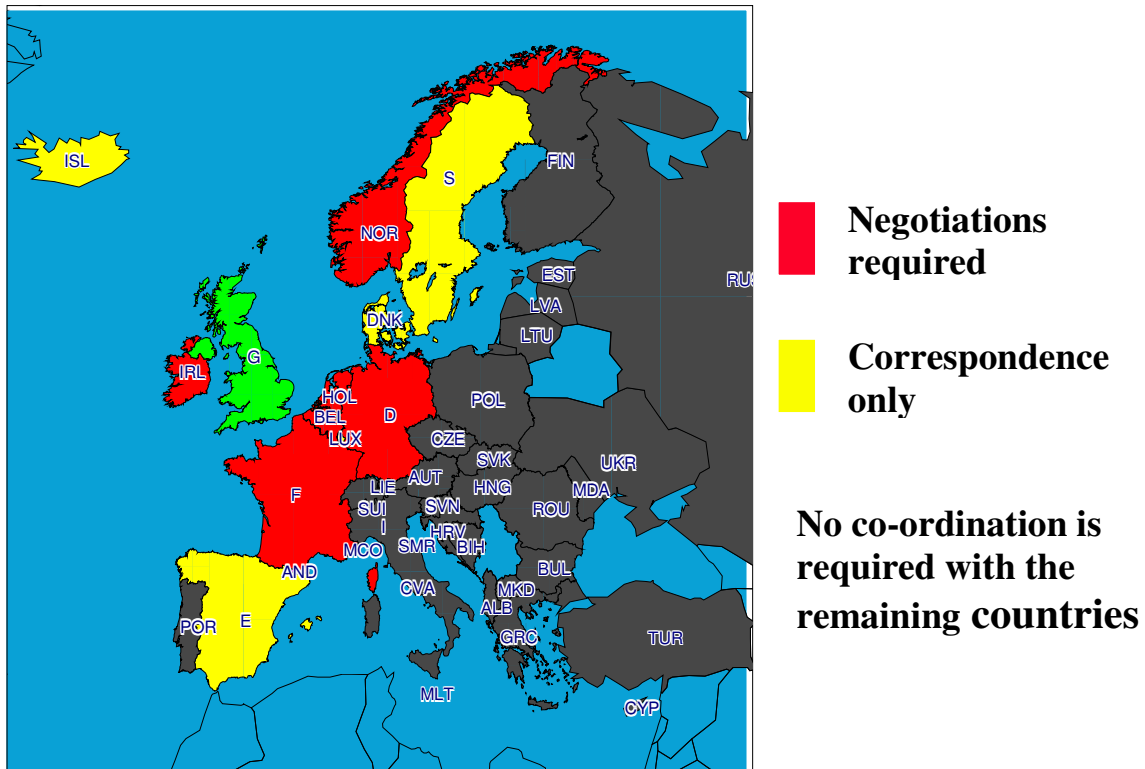 ISL
S
FIN
NOR
EST
RUS
LVA
DNK
LTU
G
IRL
HOL
D
POL
BEL
LUX
CZE
SVK
UKR
AUT
LIE
HNG
MDA
F
SUI
SVN
ROU
I
HRV
MCO
SMR
BIH
AND
BUL
CVA
MKD
ALB
POR
E
GRC
TUR
MLT
CYP
Negotiations
required
Correspondence
only
No co-ordination is
required with the
remaining countries